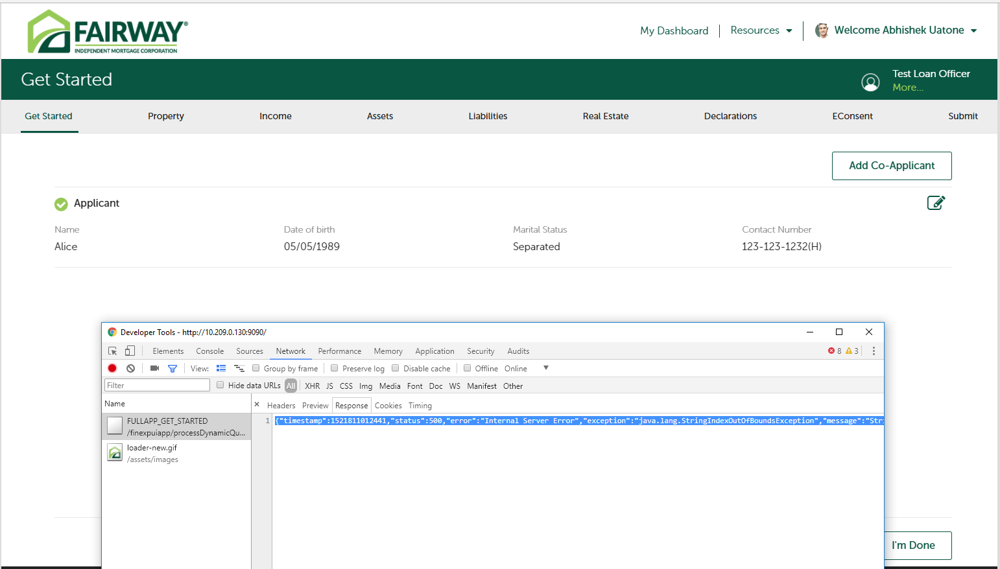 FAIRWAY®
INDEPENDENT MORTGAGE CORPORATION
My Dashboard
Resources
Welcome Abhishek Uatone
Get Started
Test Loan Officer
More...
Get Started
Property
Income
Assets
Liabilities
Real Estate
Declarations
EConsent
Submit
Add Co-Applicant
Applicant
Name
Date of birth
Marital Status
Contact Number
Alice
05/05/1989
Separated
123-123-1232(H)
Developer Tools - http://10.209.0.130:9090/
Elements Console Sources Network Performance Memory Application Security Audits
8 3
View: Group by frame Preserve log Disable cache Offline Online
Filter Hide data URLs All XHR JS CSS Img Media Font Doc WS Manifest Other
Name
× Headers Preview Response Cookies Timing
FULLAPP_GET_STARTED
/finexpuiapp/processDynamicQu...
loader-new.gif
/assets/images
1 {"timestamp":1521811012441,"status":500,"error":"Internal Server Error","exception":"java.lang.StringIndexOutOfBoundsException","message":"Stri
I'm Done